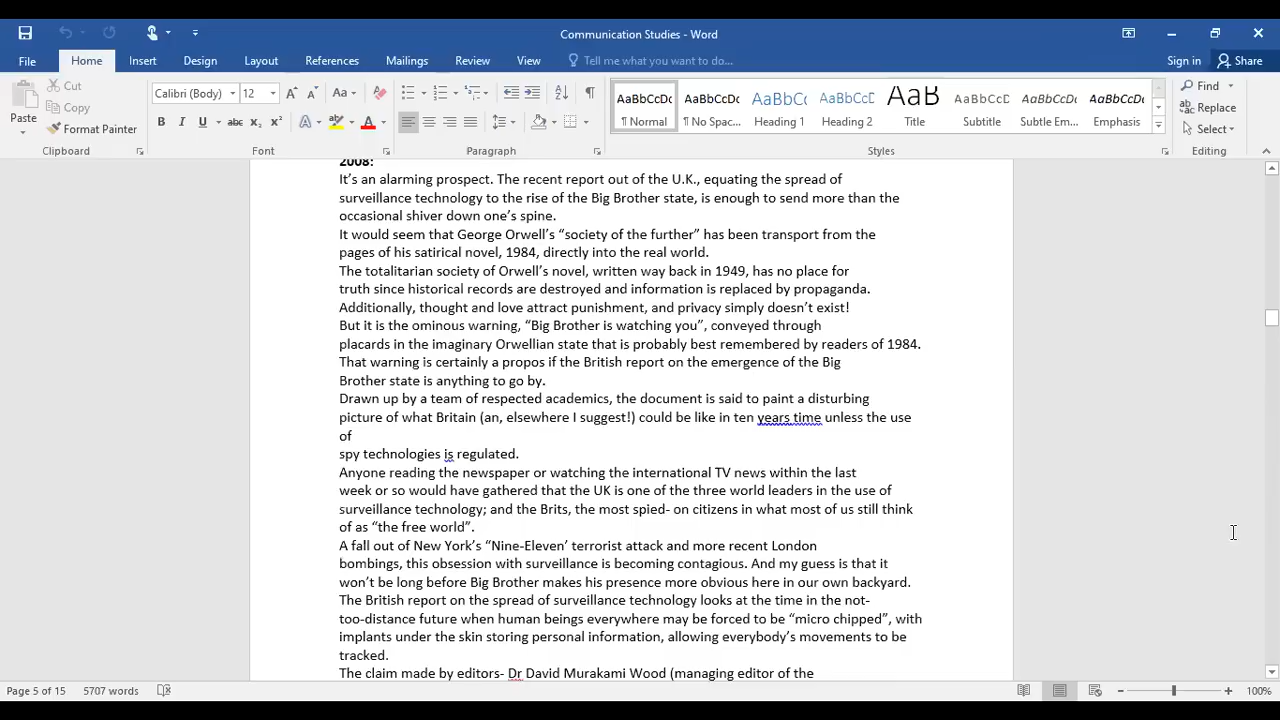 Communication Studies - Word
File Home Insert Design Layout References Mailings Review View Tell me what you want to do... Sign in Share
Paste Cut Copy Format Painter
Calibri (Body) 12 Aa
B I U abc x₂ x² A A
AaBbCcDc AaBbCcDc AaBbCc AaBbCcD AaB AaBbCcD AaBbCcDc AaBbCcDc
¶ Normal ¶ No Spac... Heading 1 Heading 2 Title Subtitle Subtle Em... Emphasis
Find Replace Select
Clipboard Font Paragraph Styles Editing
2008:
It’s an alarming prospect. The recent report out of the U.K., equating the spread of
surveillance technology to the rise of the Big Brother state, is enough to send more than the
occasional shiver down one’s spine.
It would seem that George Orwell’s “society of the further” has been transport from the
pages of his satirical novel, 1984, directly into the real world.
The totalitarian society of Orwell’s novel, written way back in 1949, has no place for
truth since historical records are destroyed and information is replaced by propaganda.
Additionally, thought and love attract punishment, and privacy simply doesn’t exist!
But it is the ominous warning, “Big Brother is watching you”, conveyed through
placards in the imaginary Orwellian state that is probably best remembered by readers of 1984.
That warning is certainly a propos if the British report on the emergence of the Big
Brother state is anything to go by.
Drawn up by a team of respected academics, the document is said to paint a disturbing
picture of what Britain (an, elsewhere I suggest!) could be like in ten years time unless the use
of
spy technologies is regulated.
Anyone reading the newspaper or watching the international TV news within the last
week or so would have gathered that the UK is one of the three world leaders in the use of
surveillance technology; and the Brits, the most spied- on citizens in what most of us still think
of as “the free world”.
A fall out of New York’s “Nine-Eleven’ terrorist attack and more recent London
bombings, this obsession with surveillance is becoming contagious. And my guess is that it
won’t be long before Big Brother makes his presence more obvious here in our own backyard.
The British report on the spread of surveillance technology looks at the time in the not-
too-distance future when human beings everywhere may be forced to be “micro chipped”, with
implants under the skin storing personal information, allowing everybody’s movements to be
tracked.
The claim made by editors- Dr David Murakami Wood (managing editor of the
Page 5 of 15 5707 words 100%